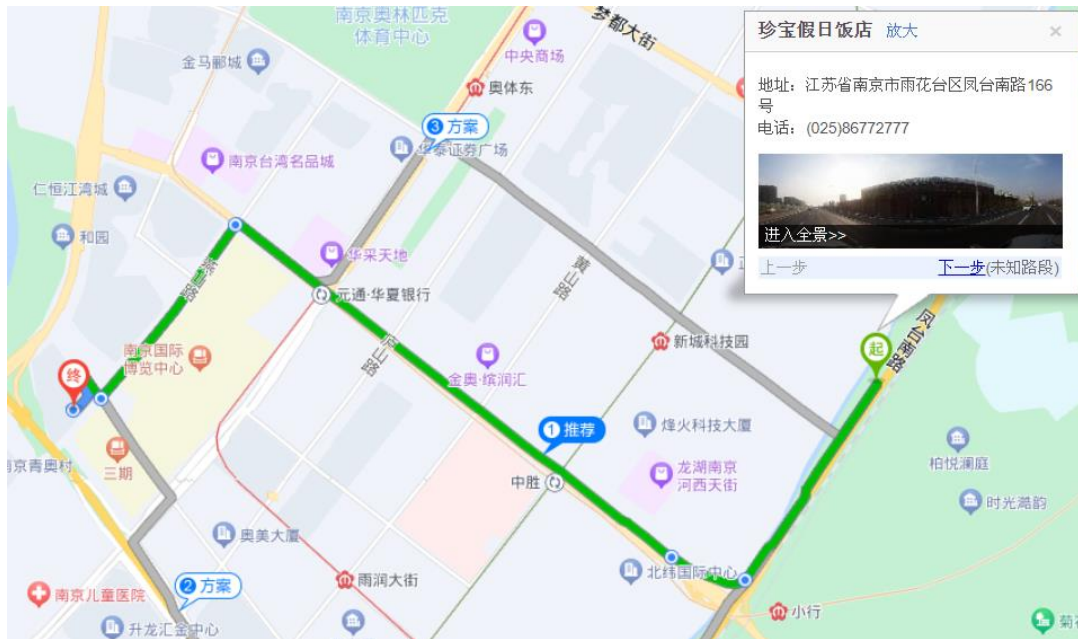 南京奥林匹克
体育中心
梦都大街
中央商场
金马郦城
奥体东
3 方案
华泰证券广场
南京台湾名品城
仁恒江湾城
和园
华采天地
燕山路
元通·华夏银行
黄山路
庐山路
新城科技园
南京国际
博览中心
金奥·缤润汇
凤台南路
起
终
1 推荐
烽火科技大厦
柏悦澜庭
三期
京青奥村
中胜
龙湖南京
河西天街
时光澔韵
奥美大厦
北纬国际中心
雨润大街
2 方案
南京儿童医院
升龙汇金中心
小行
珍宝假日饭店 放大 ×
地址：江苏省南京市雨花台区凤台南路166
号
电话：(025)86772777
进入全景>>
上一步 下一步(未知路段)